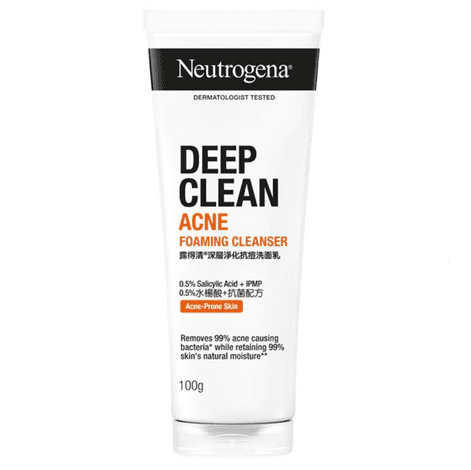 Neutrogena®
DERMATOLOGIST TESTED
DEEP
CLEAN
ACNE
FOAMING CLEANSER
露得清®深層淨化抗痘洗面乳
0.5% Salicylic Acid + IPMP
0.5%水楊酸+抗菌配方
Acne-Prone Skin
Removes 99% acne causing
bacteria* while retaining 99%
skin's natural moisture**
100g